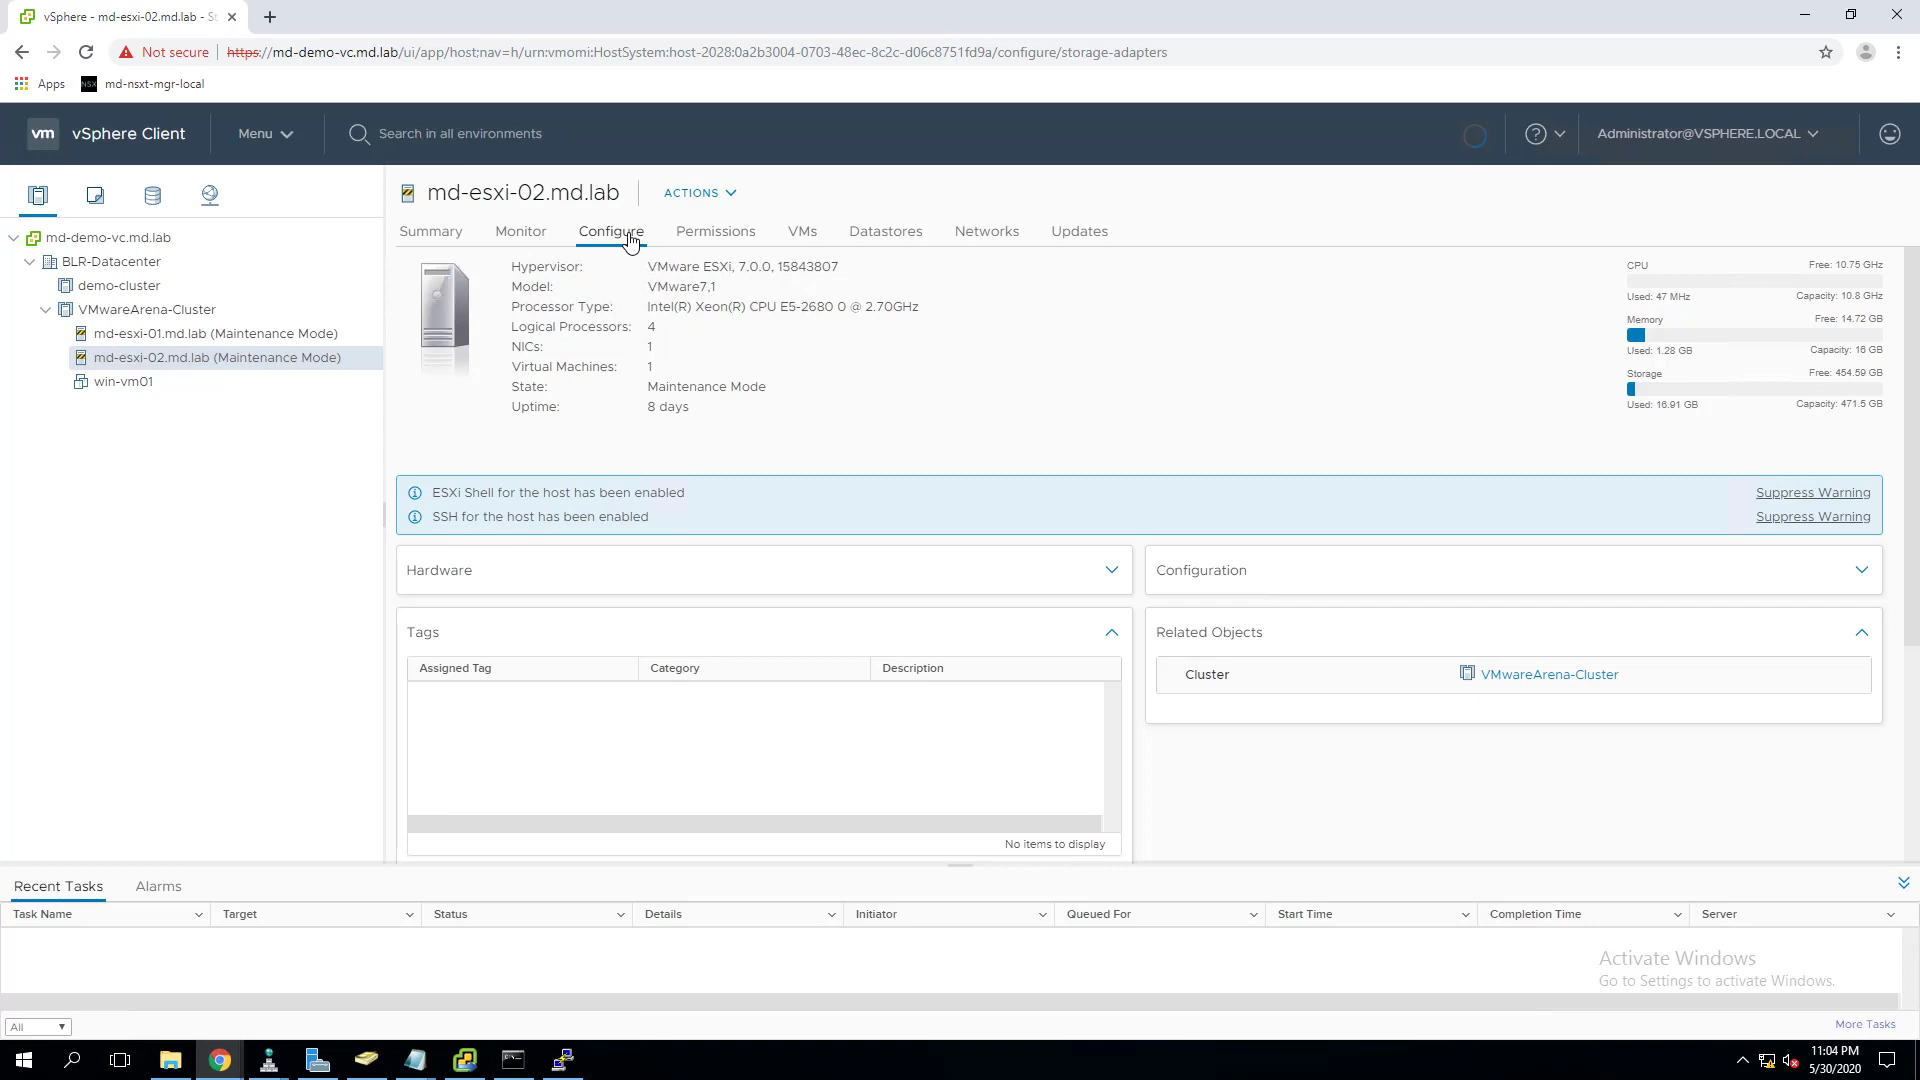 vSphere - md-esxi-02.md.lab - St
Not secure
https://md-demo-vc.md.lab/ui/app/host;nav=h/urn:vmomi:HostSystem:host-2028:0a2b3004-0703-48ec-8c2c-d06c8751fd9a/configure/storage-adapters
Apps
NSX
md-nsxt-mgr-local
vm
vSphere Client
Menu
Search in all environments
?
Administrator@VSPHERE.LOCAL
md-demo-vc.md.lab
BLR-Datacenter
demo-cluster
VMwareArena-Cluster
md-esxi-01.md.lab (Maintenance Mode)
md-esxi-02.md.lab (Maintenance Mode)
win-vm01
md-esxi-02.md.lab
ACTIONS
Summary
Monitor
Configure
Permissions
VMs
Datastores
Networks
Updates
Hypervisor: VMware ESXi, 7.0.0, 15843807
Model: VMware7,1
Processor Type: Intel(R) Xeon(R) CPU E5-2680 0 @ 2.70GHz
Logical Processors: 4
NICs: 1
Virtual Machines: 1
State: Maintenance Mode
Uptime: 8 days
CPU Free: 10.75 GHz
Used: 47 MHz Capacity: 10.8 GHz
Memory Free: 14.72 GB
Used: 1.28 GB Capacity: 16 GB
Storage Free: 454.59 GB
Used: 16.91 GB Capacity: 471.5 GB
ESXi Shell for the host has been enabled Suppress Warning
SSH for the host has been enabled Suppress Warning
Hardware
Configuration
Tags
Assigned Tag Category Description
No items to display
Related Objects
Cluster VMwareArena-Cluster
Recent Tasks Alarms
Task Name Target Status Details Initiator Queued For Start Time Completion Time Server
Activate Windows
Go to Settings to activate Windows.
All
More Tasks
11:04 PM
5/30/2020